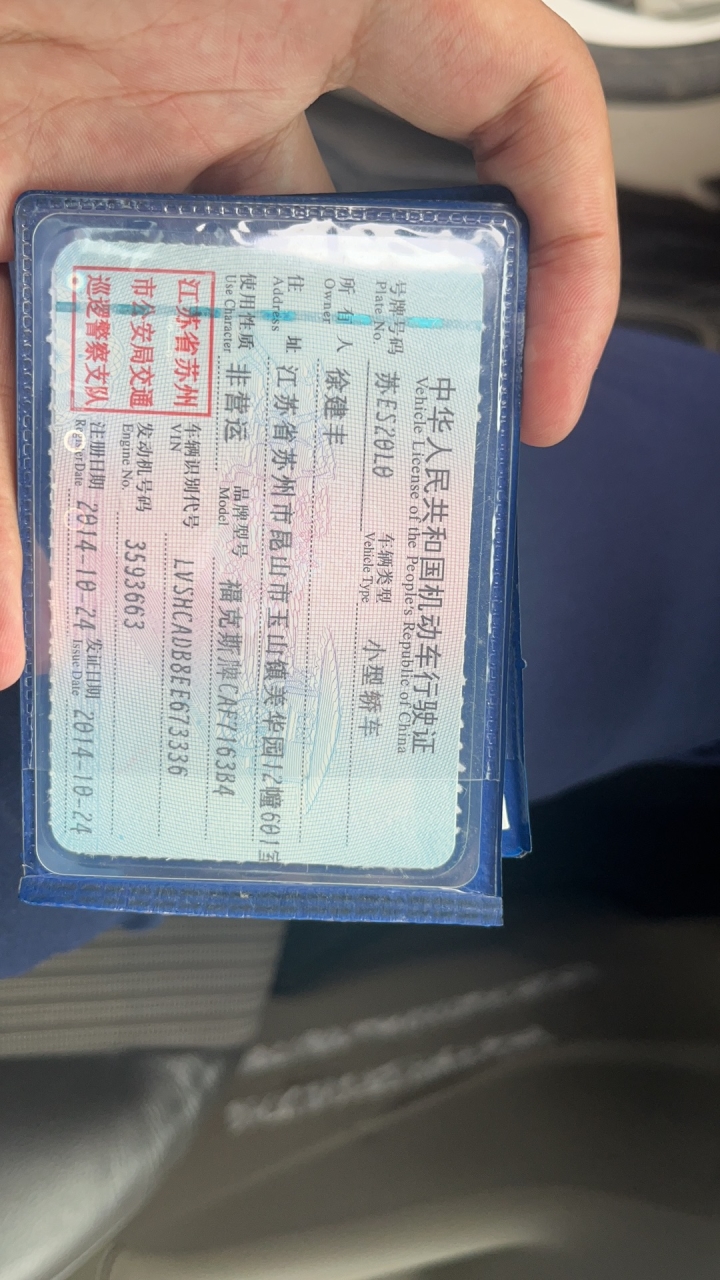 中华人民共和国机动车行驶证
Vehicle License of the People's Republic of China
号牌号码 苏ES2010 车辆类型 小型轿车
Plate No. Vehicle Type
所有人 徐建丰
Owner
住址 江苏省苏州市昆山市玉山镇美华园12幢601室
Address
使用性质 非营运 品牌型号 福克斯牌CAF7163B4
Use Character Model
江苏省苏州
市公安局交通
巡逻警察支队
车辆识别代号 LVSHCADB8EE673336
VIN
发动机号码 3593663
Engine No.
注册日期 2014-10-24 发证日期 2014-10-24
Date Issue Date